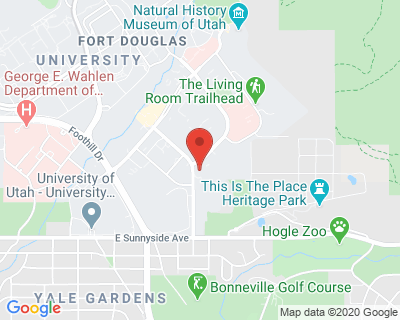 Natural History
Museum of Utah
FORT DOUGLAS
UNIVERSITY
George E. Wahlen
Department of...
H
The Living
Room Trailhead
Foothill Dr
University of
Utah - University...
This Is The Place
Heritage Park
E Sunnyside Ave
Hogle Zoo
YALE GARDENS
Bonneville Golf Course
Google
Map data ©2020 Google